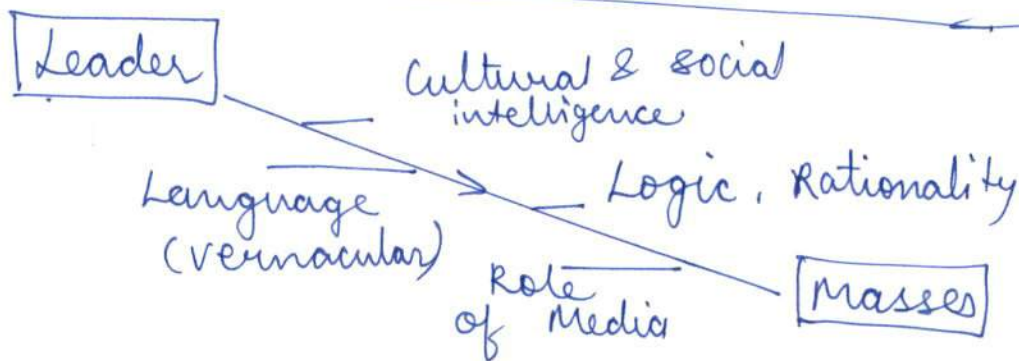 Leader
Cultural & social
intelligence
Language
(vernacular)
Logic, Rationality
Role
of Media
Masses